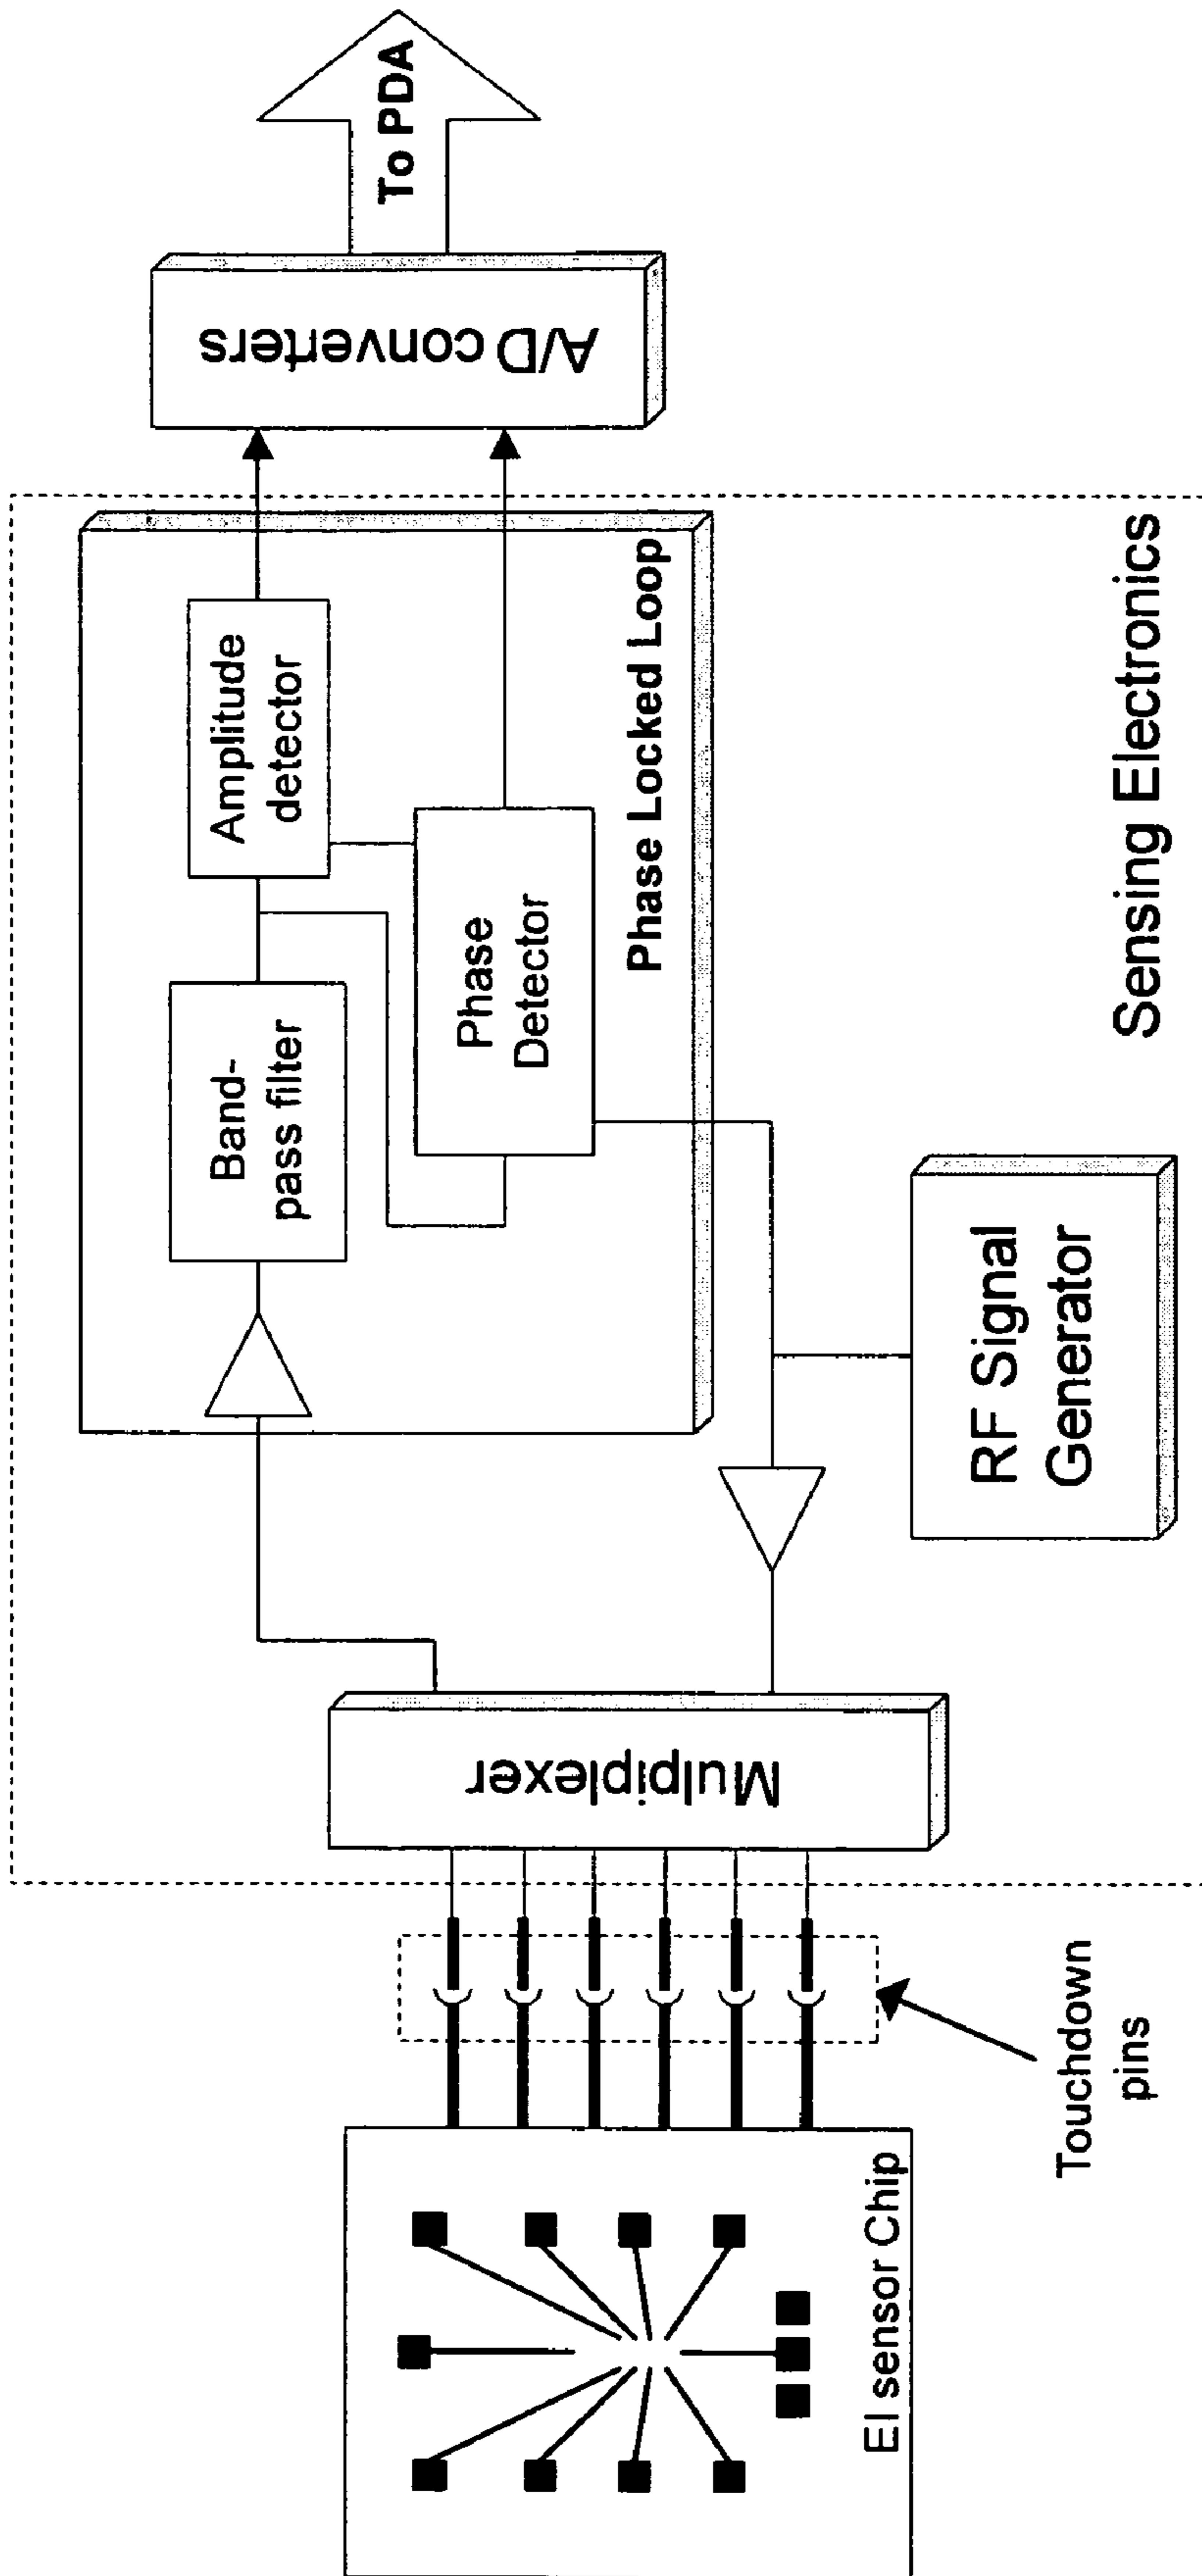 EI sensor Chip
Touchdown
pins
Mulpiplexer
RF Signal
Generator
Band-
pass filter
Amplitude
detector
Phase
Detector
Phase Locked Loop
Sensing Electronics
A/D converters
To PDA